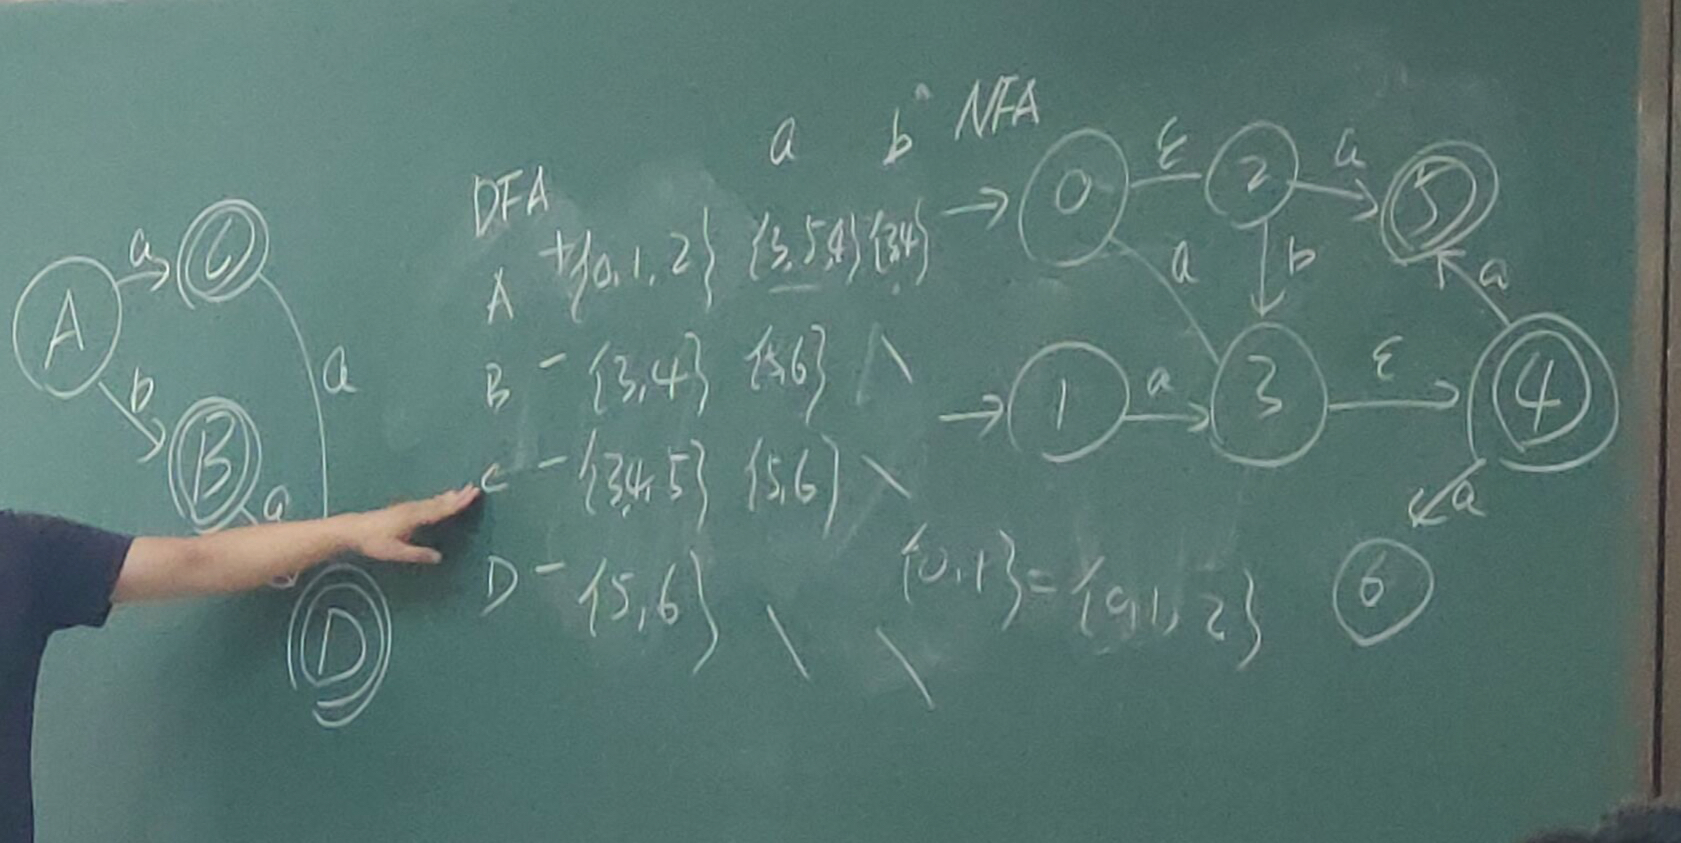 a b NFA
DFA
A +{0,1,2} {3,5,4} {3,4}
B - {3,4} {5,6} \
C - {3,4,5} {5,6} \
D - {5,6} \ \
{0,1}={0,1,2}
A a C
b B a
a
D
0 ε 2 a 5
a b a
1 a 3 ε 4
a
6